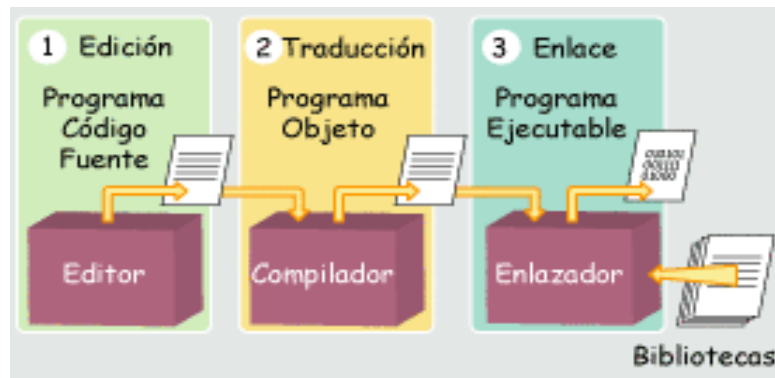 1 Edición
Programa
Código
Fuente
Editor
2 Traducción
Programa
Objeto
Compilador
3 Enlace
Programa
Ejecutable
Enlazador
Bibliotecas